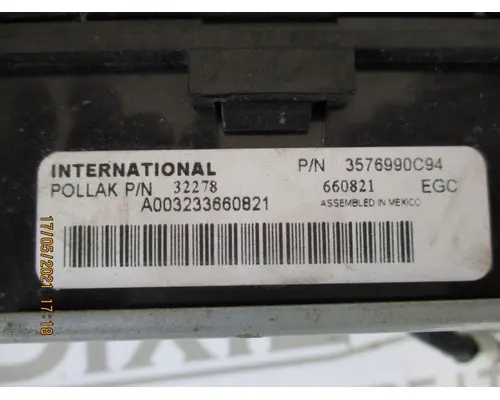 INTERNATIONAL P/N 3576990C94
POLLAK P/N 32278 660821 EGC
A003233660821 ASSEMBLED IN MEXICO
17/05/2021 17:18